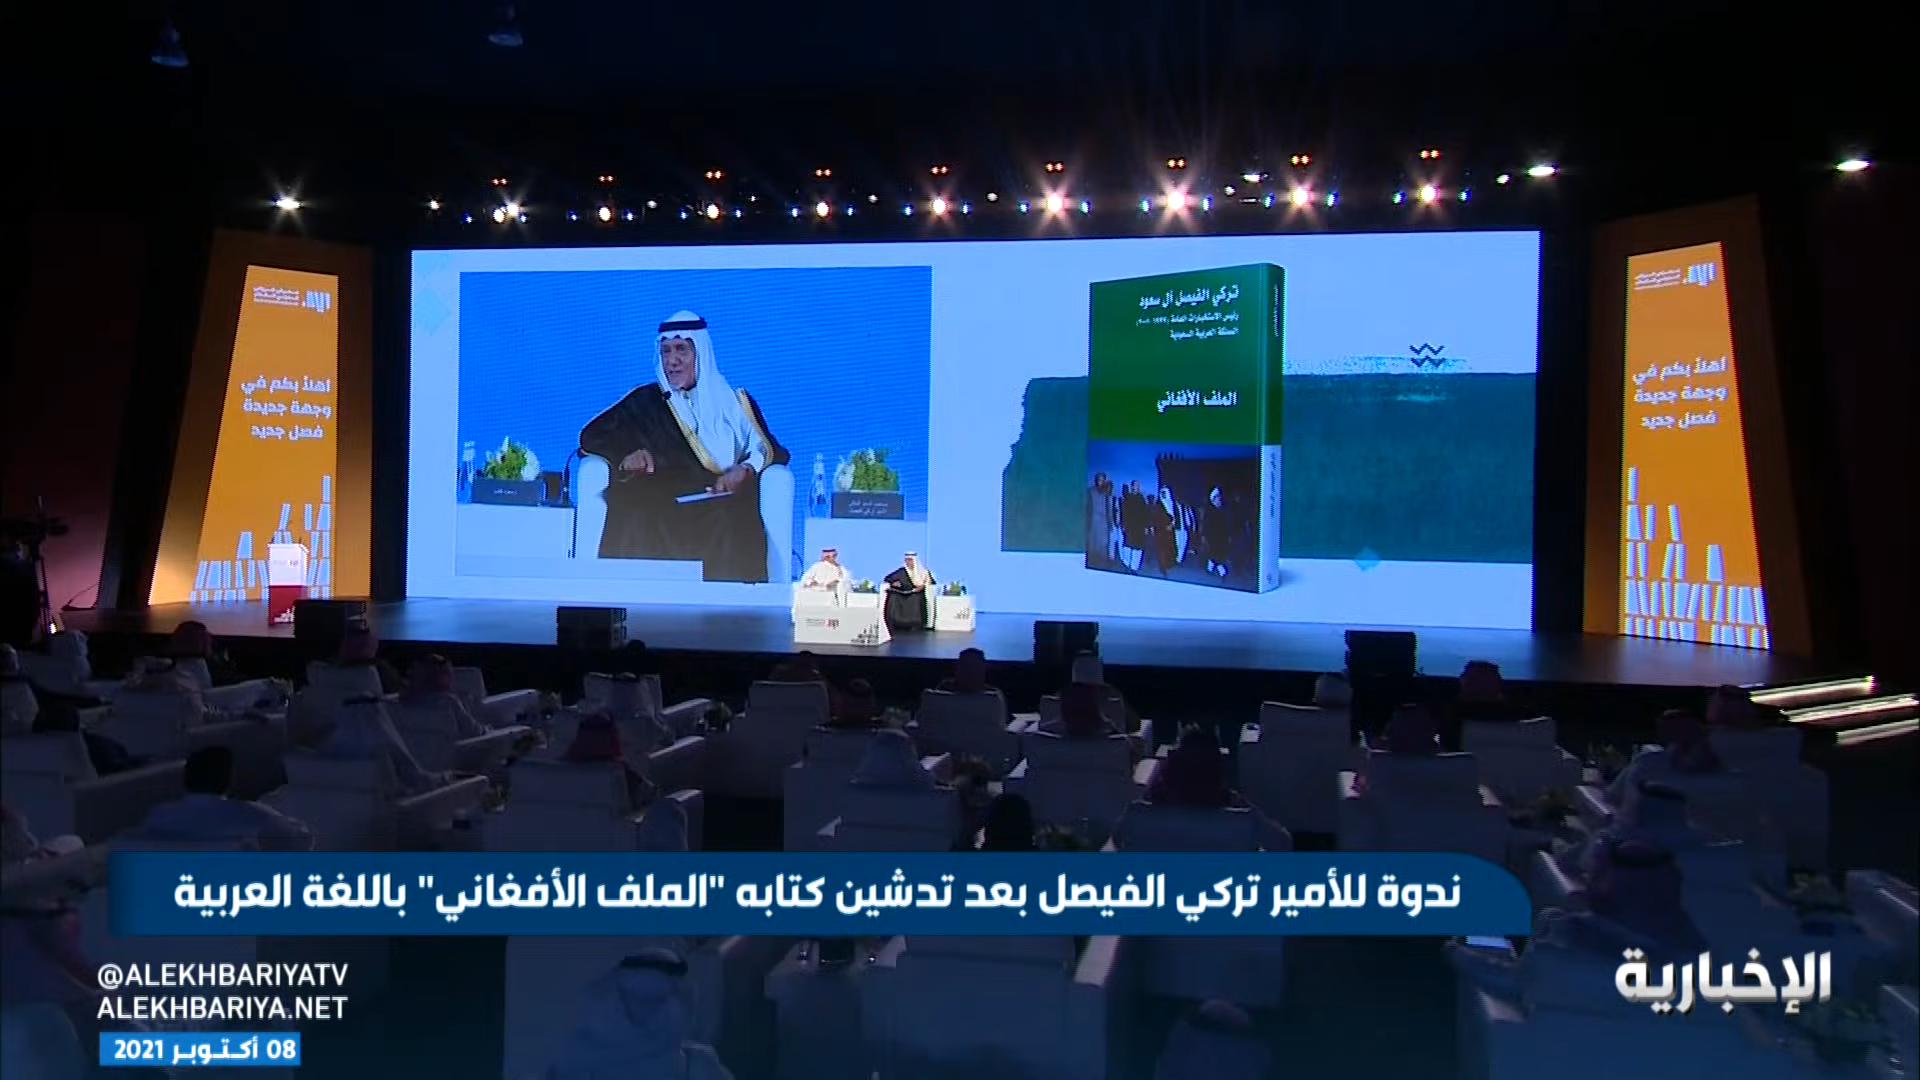 أهلاً بكم في
وجهة جديدة
فصل جديد
تركي الفيصل آل سعود
رئيس الاستخبارات العامة
المملكة العربية السعودية
الملف الأفغاني
أهلاً بكم في
وجهة جديدة
فصل جديد
ندوة للأمير تركي الفيصل بعد تدشين كتابه "الملف الأفغاني" باللغة العربية
@ALEKHBARIYATV
ALEKHBARIYA.NET
08 أكتوبر 2021
الإخبارية